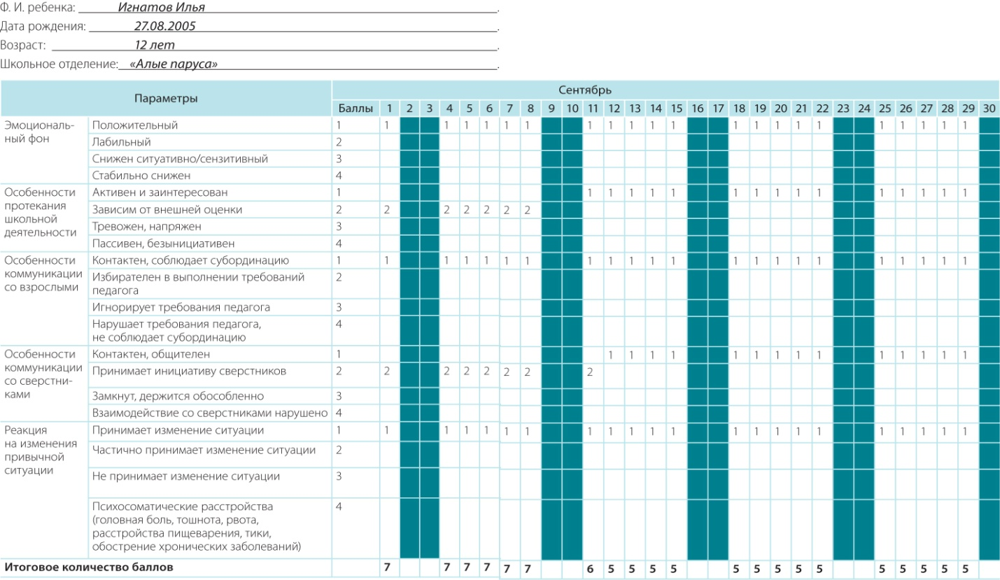 Ф. И. ребенка: Игнатов Илья.
Дата рождения: 27.08.2005.
Возраст: 12 лет.
Школьное отделение: «Алые паруса».
Параметры Сентябрь
Баллы 1 2 3 4 5 6 7 8 9 10 11 12 13 14 15 16 17 18 19 20 21 22 23 24 25 26 27 28 29 30
Эмоциональ-
ный фон
Положительный 1 1 1 1 1 1 1 1 1 1 1 1 1 1 1 1 1 1 1 1 1 1
Лабильный 2
Снижен ситуативно/сензитивный 3
Стабильно снижен 4
Особенности
протекания
школьной
деятельности
Активен и заинтересован 1 1 1 1 1 1 1 1 1 1 1 1 1 1 1 1
Зависим от внешней оценки 2 2 2 2 2 2 2
Тревожен, напряжен 3
Пассивен, безынициативен 4
Особенности
коммуникации
со взрослыми
Контактен, соблюдает субординацию 1 1 1 1 1 1 1 1 1 1 1 1 1 1 1 1 1 1 1 1 1 1
Избирателен в выполнении требований
педагога 2
Игнорирует требования педагога 3
Нарушает требования педагога,
не соблюдает субординацию 4
Особенности
коммуникации
со сверстни-
ками
Контактен, общителен 1 1 1 1 1 1 1 1 1 1 1 1 1 1 1
Принимает инициативу сверстников 2 2 2 2 2 2 2 2
Замкнут, держится обособленно 3
Взаимодействие со сверстниками нарушено 4
Реакция
на изменения
привычной
ситуации
Принимает изменение ситуации 1 1 1 1 1 1 1 1 1 1 1 1 1 1 1 1 1 1 1 1 1 1
Частично принимает изменение ситуации 2
Не принимает изменение ситуации 3
Психосоматические расстройства 4
(головная боль, тошнота, рвота,
расстройства пищеварения, тики,
обострение хронических заболеваний)
Итоговое количество баллов 7 7 7 7 7 7 6 5 5 5 5 5 5 5 5 5 5 5 5 5 5